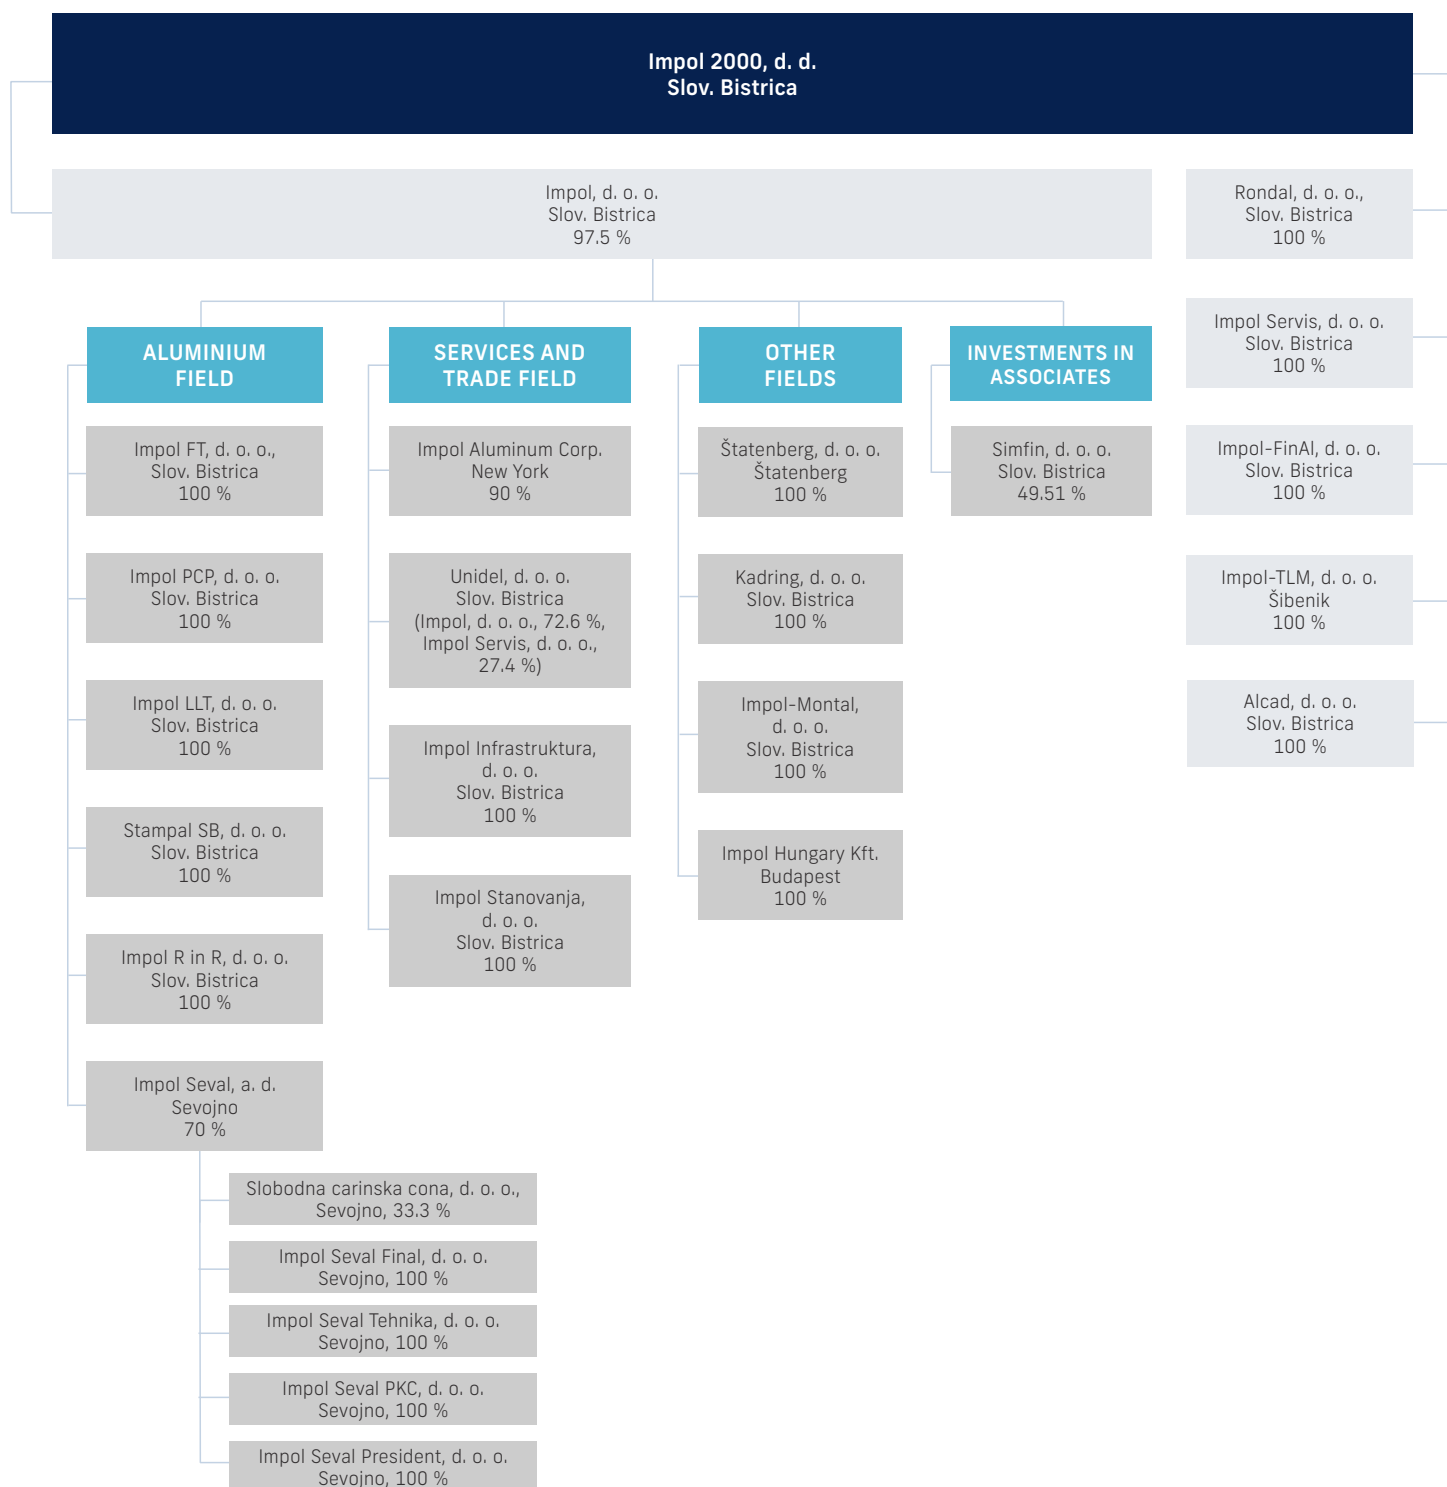 Impol 2000, d. d.
Slov. Bistrica
Impol, d. o. o.
Slov. Bistrica
97.5 %
ALUMINIUM
FIELD
Impol FT, d. o. o.,
Slov. Bistrica
100 %
Impol PCP, d. o. o.
Slov. Bistrica
100 %
Impol LLT, d. o. o.
Slov. Bistrica
100 %
Stampal SB, d. o. o.
Slov. Bistrica
100 %
Impol R in R, d. o. o.
Slov. Bistrica
100 %
Impol Seval, a. d.
Sevojno
70 %
Slobodna carinska cona, d. o. o.,
Sevojno, 33.3 %
Impol Seval Final, d. o. o.
Sevojno, 100 %
Impol Seval Tehnika, d. o. o.
Sevojno, 100 %
Impol Seval PKC, d. o. o.
Sevojno, 100 %
Impol Seval President, d. o. o.
Sevojno, 100 %
SERVICES AND
TRADE FIELD
Impol Aluminum Corp.
New York
90 %
Unidel, d. o. o.
Slov. Bistrica
(Impol, d. o. o., 72.6 %,
Impol Servis, d. o. o.,
27.4 %)
Impol Infrastruktura,
d. o. o.
Slov. Bistrica
100 %
Impol Stanovanja,
d. o. o.
Slov. Bistrica
100 %
OTHER
FIELDS
Štatenberg, d. o. o.
Štatenberg
100 %
Kadring, d. o. o.
Slov. Bistrica
100 %
Impol-Montal,
d. o. o.
Slov. Bistrica
100 %
Impol Hungary Kft.
Budapest
100 %
INVESTMENTS IN
ASSOCIATES
Simfin, d. o. o.
Slov. Bistrica
49.51 %
Rondal, d. o. o.,
Slov. Bistrica
100 %
Impol Servis, d. o. o.
Slov. Bistrica
100 %
Impol-FinAl, d. o. o.
Slov. Bistrica
100 %
Impol-TLM, d. o. o.
Šibenik
100 %
Alcad, d. o. o.
Slov. Bistrica
100 %